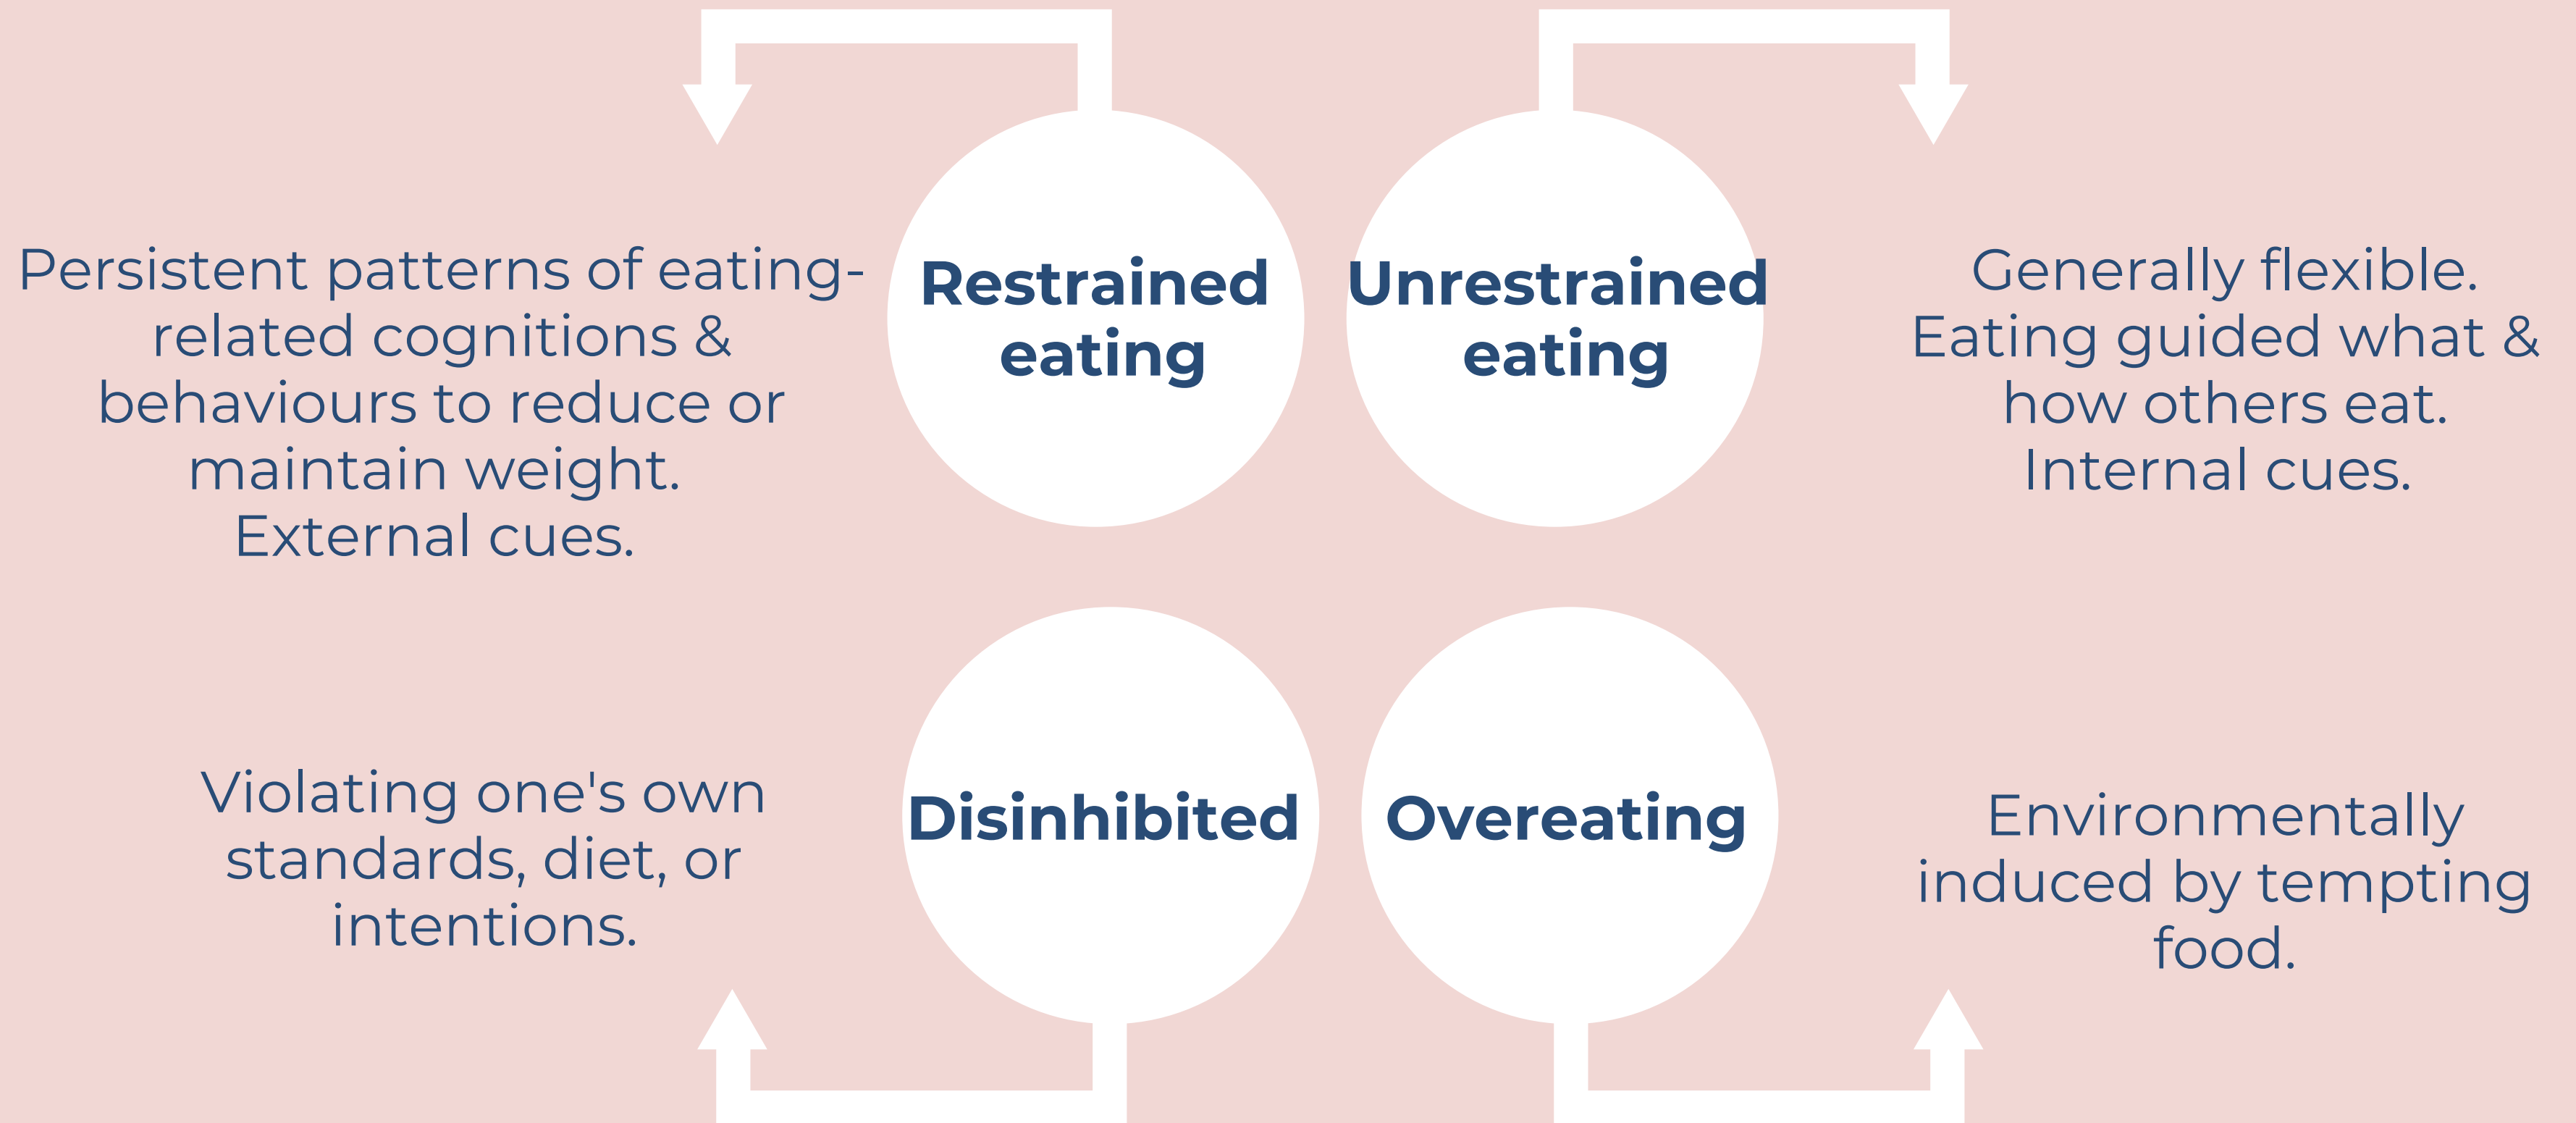 Restrained
eating
Persistent patterns of eating-
related cognitions &
behaviours to reduce or
maintain weight.
External cues.
Unrestrained
eating
Generally flexible.
Eating guided what &
how others eat.
Internal cues.
Disinhibited
Violating one's own
standards, diet, or
intentions.
Overeating
Environmentally
induced by tempting
food.